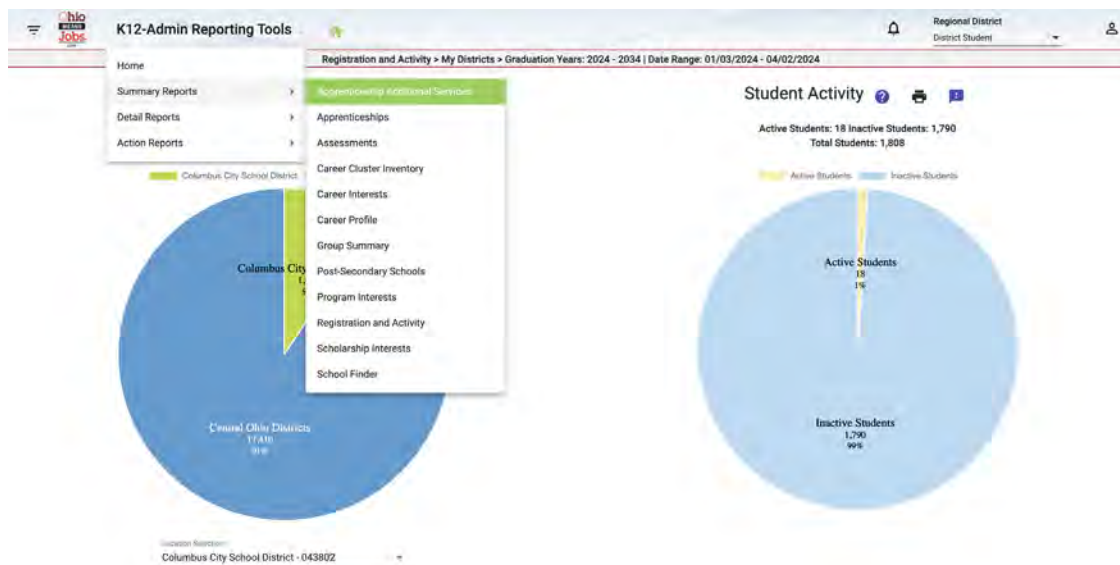 Ohio
MEANS
Jobs
K12-Admin Reporting Tools
Regional District
District Student
Registration and Activity > My Districts > Graduation Years: 2024 - 2034 | Date Range: 01/03/2024 - 04/02/2024
Home
Summary Reports
Detail Reports
Action Reports
Apprenticeship Additional Services
Apprenticeships
Assessments
Career Cluster Inventory
Career Interests
Career Profile
Group Summary
Post-Secondary Schools
Program Interests
Registration and Activity
Scholarship Interests
School Finder
Columbus City School District
Columbus City
1,
Central Ohio Districts
91%
Location Selection
Columbus City School District - 043802
Student Activity
Active Students: 18 Inactive Students: 1,790
Total Students: 1,808
Active Students Inactive Students
Active Students
18
1%
Inactive Students
1,790
99%